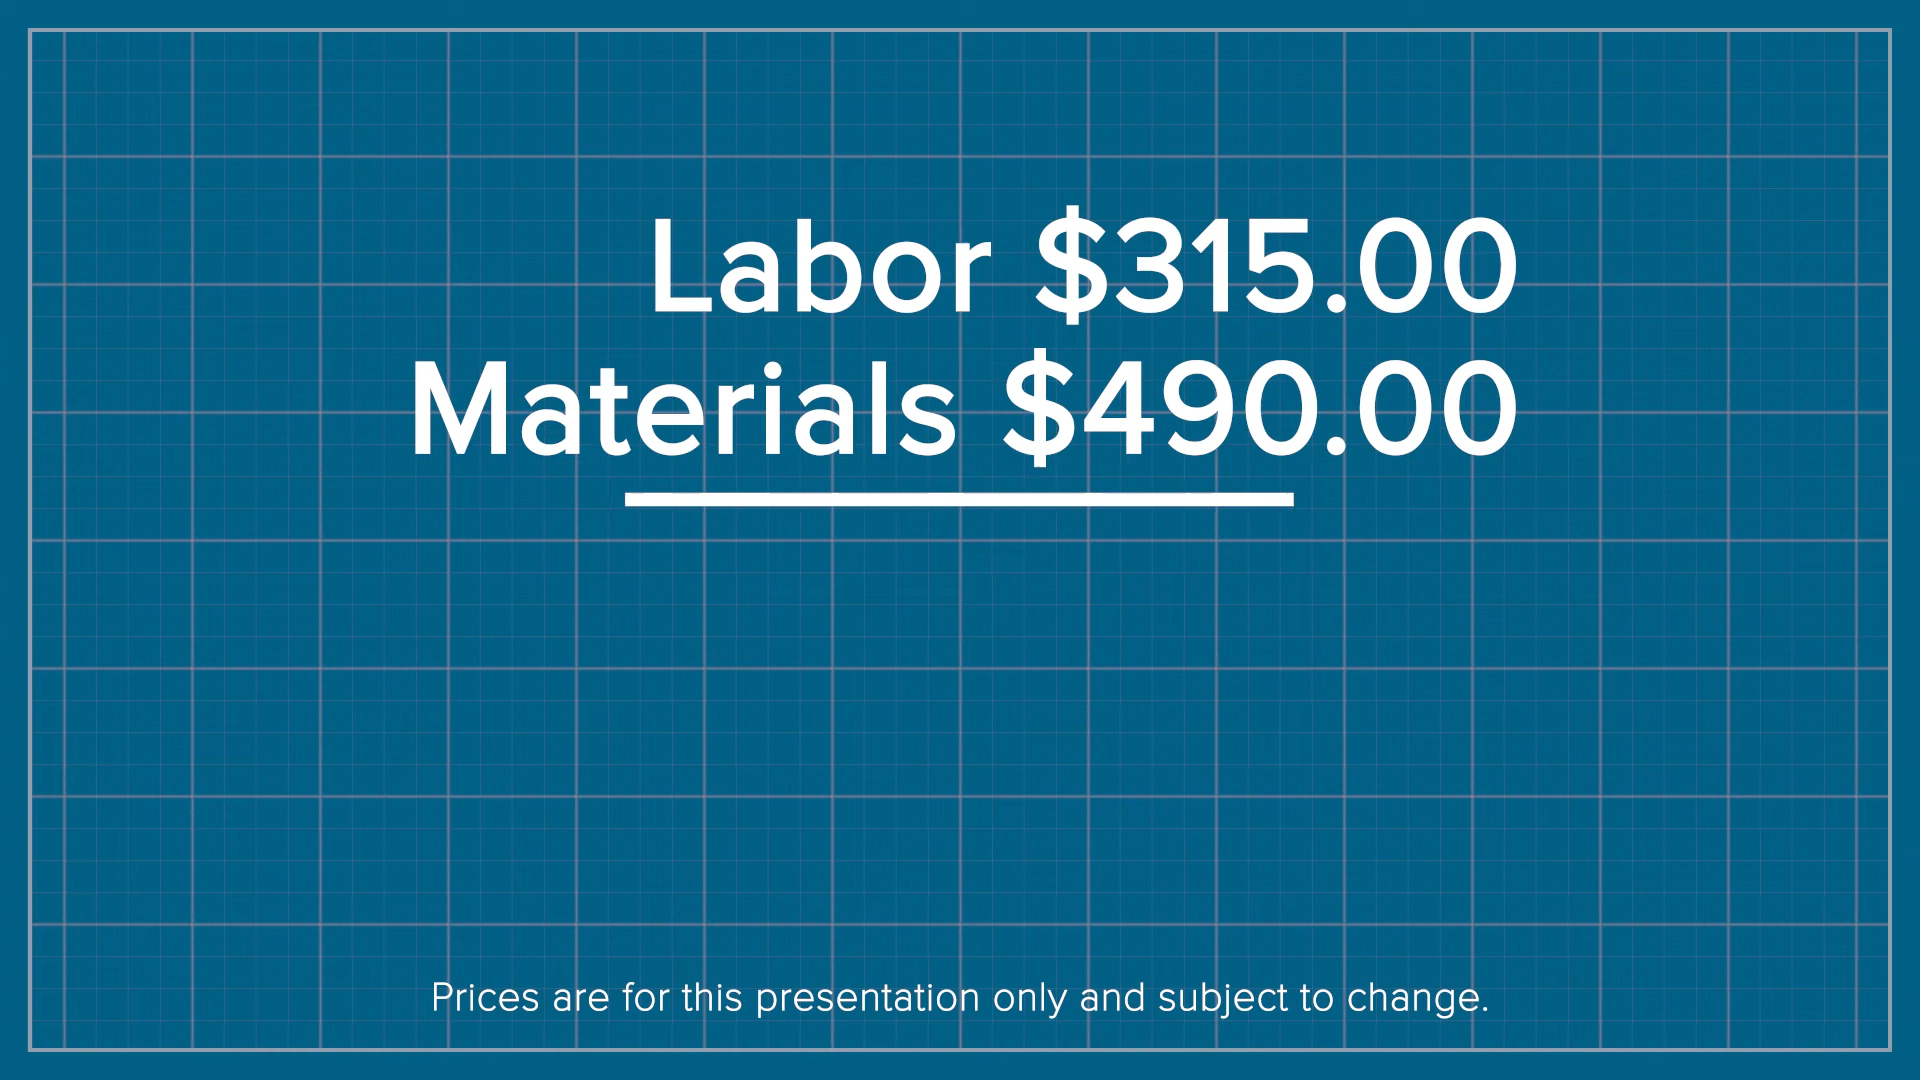 Labor $315.00
Materials $490.00
Prices are for this presentation only and subject to change.